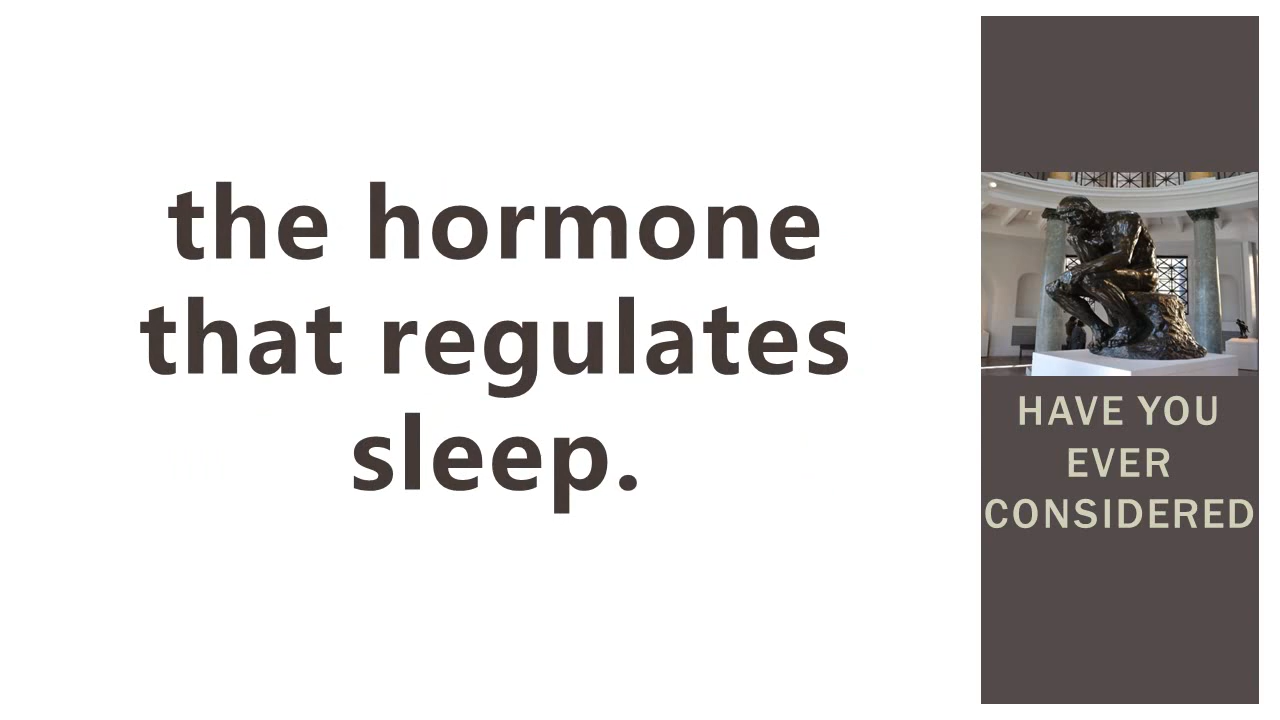 the hormone
that regulates
sleep.
HAVE YOU
EVER
CONSIDERED